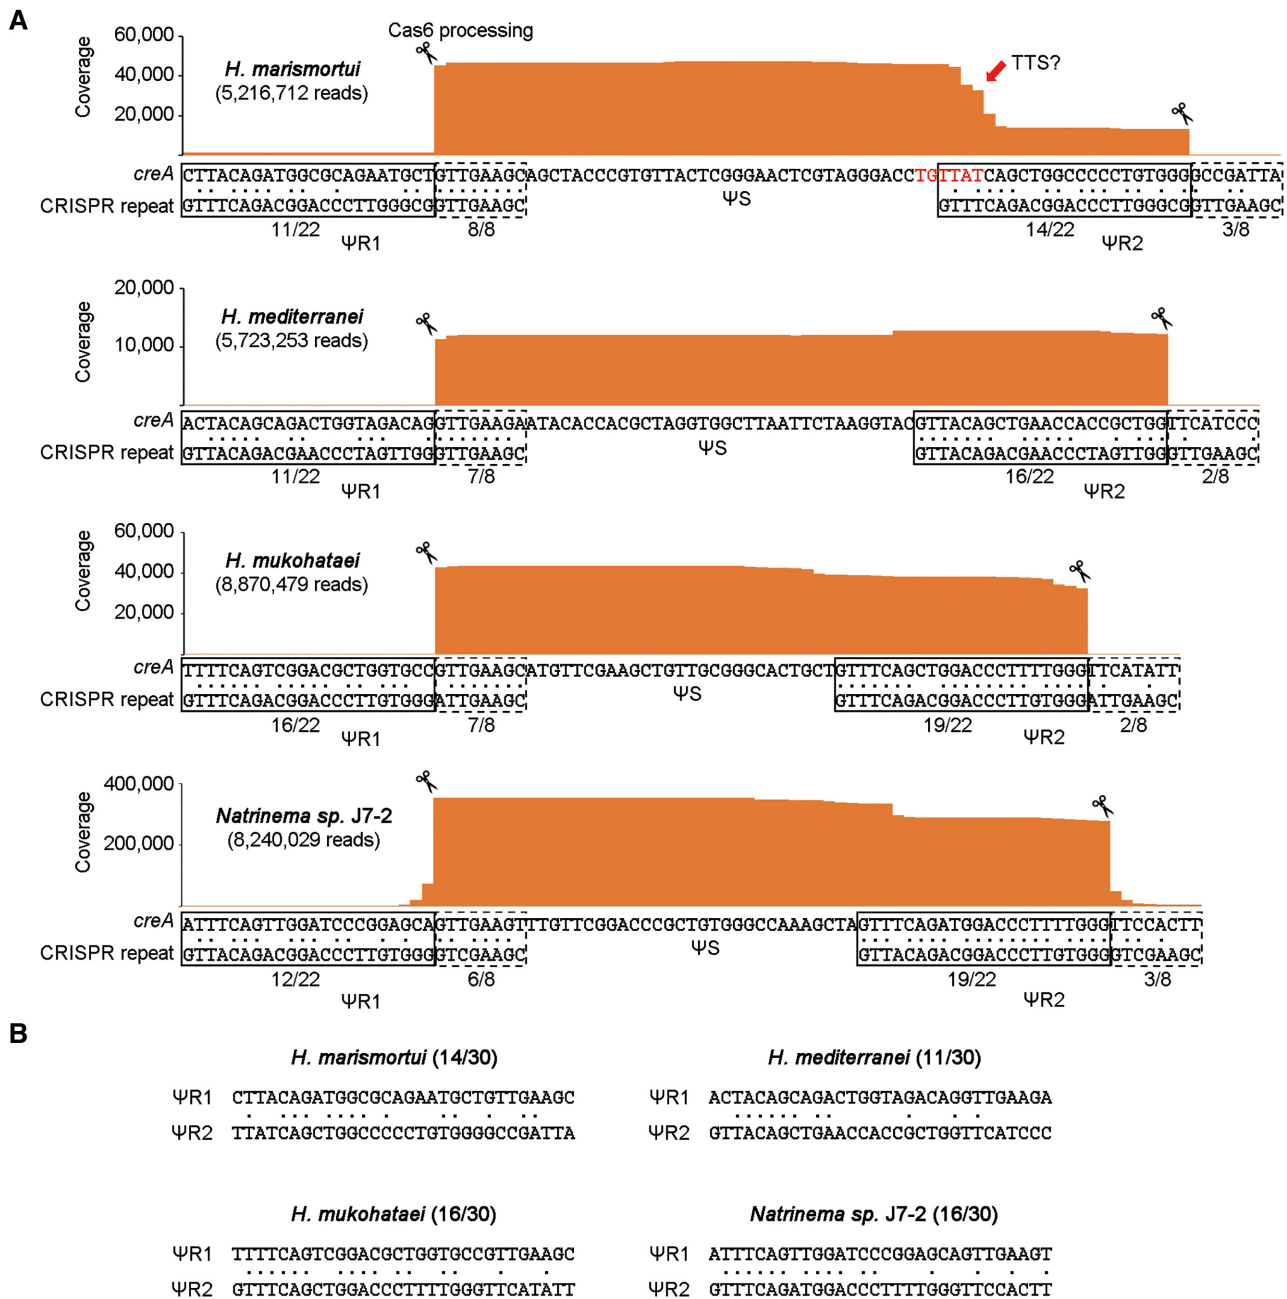 A
Coverage
60,000
40,000
20,000
Cas6 processing
H. marismortui
(5,216,712 reads)
TTS?
creA CTTACAGATGGCGCAGAATGCTGTTGAAGCAGCTACCCGTGTTACTCGGGAACTCGTAGGGACCTGTTATCAGCTGGCCCCCTGTGGGGCCGATTA
CRISPR repeat GTTTCAGACGGACCCTTGGGCGGTTGAAGC ΨS GTTTCAGACGGACCCTTGGGCGGTTGAAGC
11/22 8/8 14/22 3/8
ΨR1 ΨR2
Coverage
20,000
10,000
H. mediterranei
(5,723,253 reads)
creA ACTACAGCAGACTGGTAGACAGGTTGAAGAATACACCACGCTAGGTGGCTTAATTCTAAGGTACGTTACAGCTGAACCACCGCTGGTTCATCCC
CRISPR repeat GTTACAGACGAACCCTAGTTGGGTTGAAGC ΨS GTTACAGACGAACCCTAGTTGGGTTGAAGC
11/22 7/8 16/22 2/8
ΨR1 ΨR2
Coverage
60,000
40,000
20,000
H. mukohataei
(8,870,479 reads)
creA TTTTCAGTCGGACGCTGGTGCCGTTGAAGCATGTTCGAAGCTGTTGCGGGCACTGCTGTTTCAGCTGGACCCTTTTGGGTTCATATT
CRISPR repeat GTTTCAGACGGACCCTTGTGGGATTGAAGC ΨS GTTTCAGACGGACCCTTGTGGGATTGAAGC
16/22 7/8 19/22 2/8
ΨR1 ΨR2
Coverage
400,000
200,000
Natrinema sp. J7-2
(8,240,029 reads)
creA ATTTCAGTTGGATCCCGGAGCAGTTGAAGTTTGTTCGGACCCGCTGTGGGCCAAAGCTAGTTTCAGATGGACCCTTTTGGGTTCCACTT
CRISPR repeat GTTACAGACGGACCCTTGTGGGGTCGAAGC ΨS GTTACAGACGGACCCTTGTGGGGTCGAAGC
12/22 6/8 19/22 3/8
ΨR1 ΨR2
B
H. marismortui (14/30)
ΨR1 CTTACAGATGGCGCAGAATGCTGTTGAAGC
ΨR2 TTATCAGCTGGCCCCCTGTGGGGCCGATTA
H. mediterranei (11/30)
ΨR1 ACTACAGCAGACTGGTAGACAGGTTGAAGA
ΨR2 GTTACAGCTGAACCACCGCTGGTTCATCCC
H. mukohataei (16/30)
ΨR1 TTTTCAGTCGGACGCTGGTGCCGTTGAAGC
ΨR2 GTTTCAGCTGGACCCTTTTGGGTTCATATT
Natrinema sp. J7-2 (16/30)
ΨR1 ATTTCAGTTGGATCCCGGAGCAGTTGAAGT
ΨR2 GTTTCAGATGGACCCTTTTGGGTTCCACTT